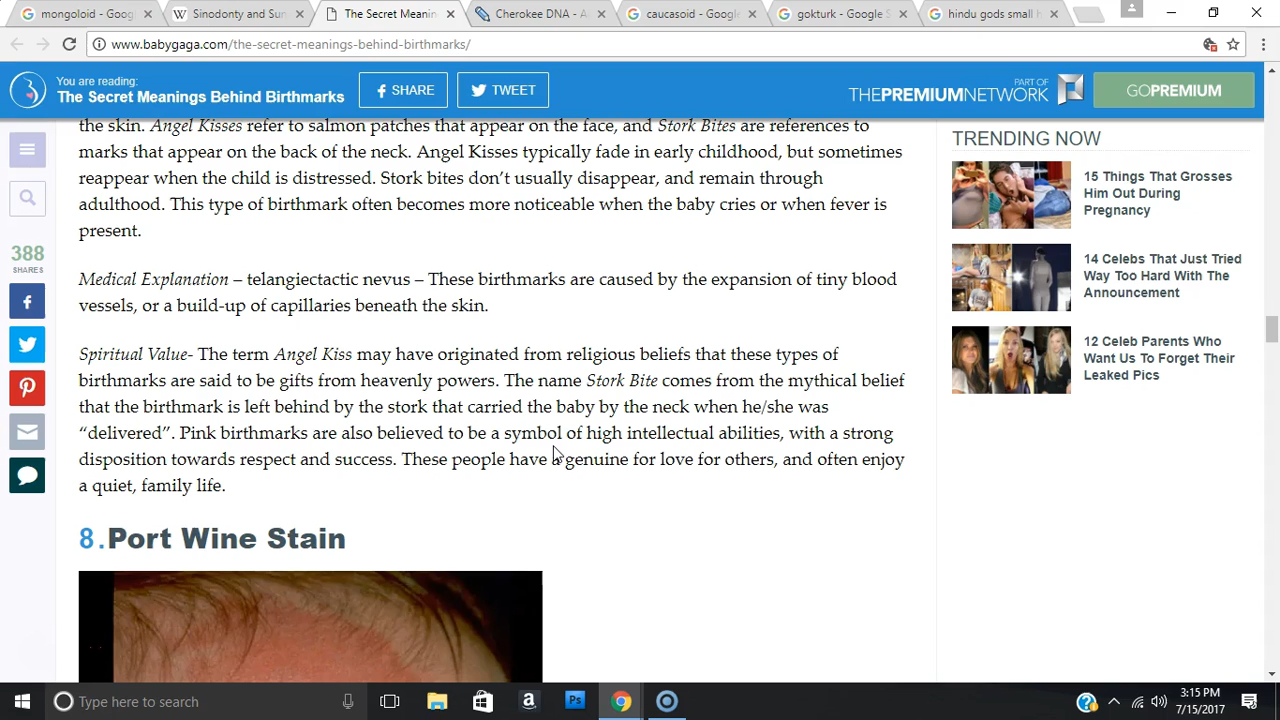 mongoloid - Goog
Sinodonty and Sun
The Secret Meanin
Cherokee DNA - A
caucasoid - Google
gokturk - Google S
hindu gods small h
www.babygaga.com/the-secret-meanings-behind-birthmarks/
You are reading:
The Secret Meanings Behind Birthmarks
SHARE
TWEET
PART OF
THEPREMIUMNETWORK
GOPREMIUM
the skin. Angel Kisses refer to salmon patches that appear on the face, and Stork Bites are references to
marks that appear on the back of the neck. Angel Kisses typically fade in early childhood, but sometimes
reappear when the child is distressed. Stork bites don’t usually disappear, and remain through
adulthood. This type of birthmark often becomes more noticeable when the baby cries or when fever is
present.
Medical Explanation – telangiectactic nevus – These birthmarks are caused by the expansion of tiny blood
vessels, or a build-up of capillaries beneath the skin.
Spiritual Value- The term Angel Kiss may have originated from religious beliefs that these types of
birthmarks are said to be gifts from heavenly powers. The name Stork Bite comes from the mythical belief
that the birthmark is left behind by the stork that carried the baby by the neck when he/she was
“delivered”. Pink birthmarks are also believed to be a symbol of high intellectual abilities, with a strong
disposition towards respect and success. These people have a genuine for love for others, and often enjoy
a quiet, family life.
8.Port Wine Stain
388
SHARES
TRENDING NOW
15 Things That Grosses
Him Out During
Pregnancy
14 Celebs That Just Tried
Way Too Hard With The
Announcement
12 Celeb Parents Who
Want Us To Forget Their
Leaked Pics
Type here to search
Ps
3:15 PM
7/15/2017